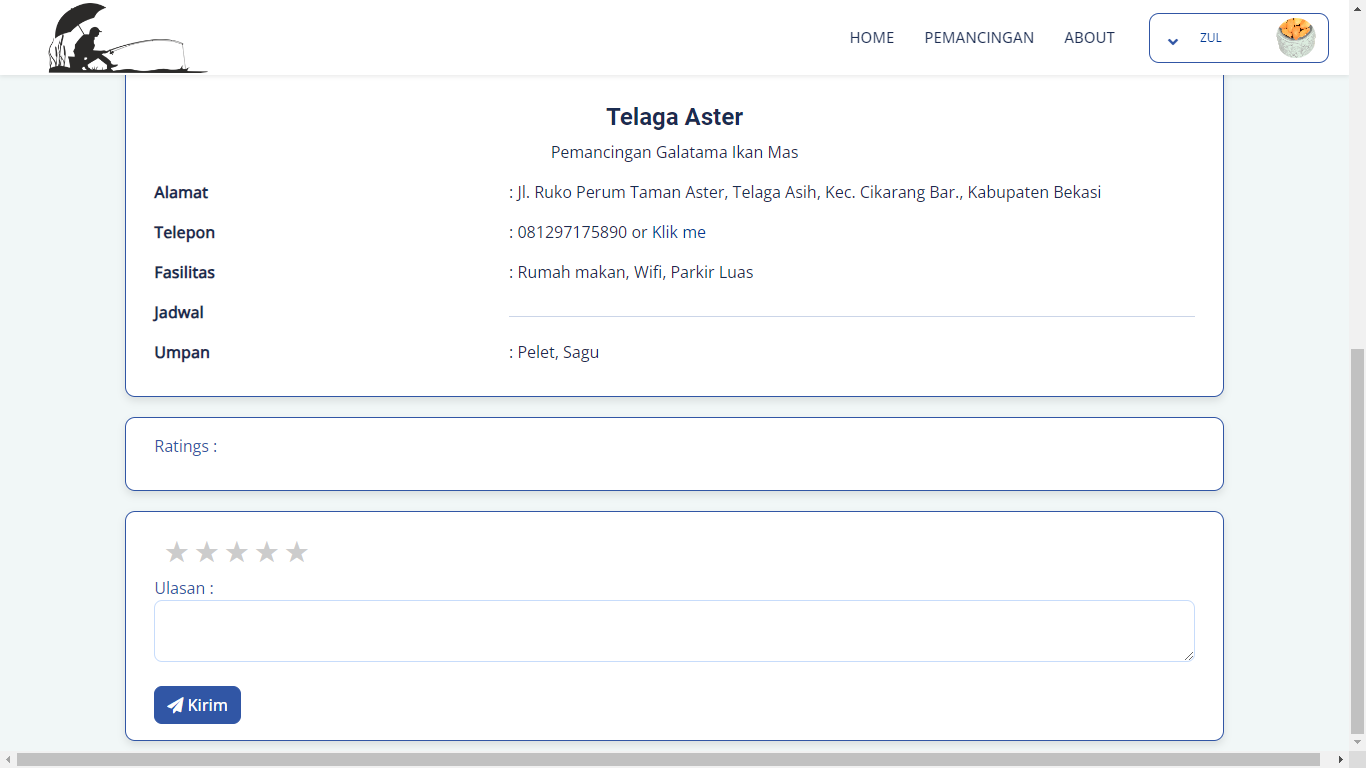 HOME PEMANCINGAN ABOUT ZUL
Telaga Aster
Pemancingan Galatama Ikan Mas
Alamat : Jl. Ruko Perum Taman Aster, Telaga Asih, Kec. Cikarang Bar., Kabupaten Bekasi
Telepon : 081297175890 or Klik me
Fasilitas : Rumah makan, Wifi, Parkir Luas
Jadwal
Umpan : Pelet, Sagu
Ratings :
Ulasan :
Kirim